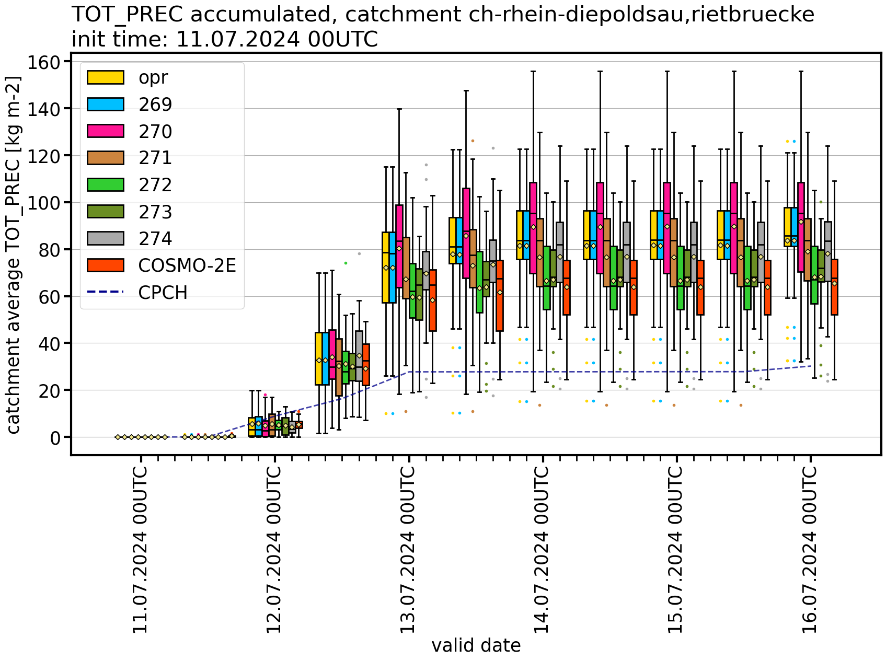 TOT_PREC accumulated, catchment ch-rhein-diepoldsau,rietbruecke
init time: 11.07.2024 00UTC
catchment average TOT_PREC [kg m-2]
160
140
120
100
80
60
40
20
0
opr
269
270
271
272
273
274
COSMO-2E
CPCH
11.07.2024 00UTC
12.07.2024 00UTC
13.07.2024 00UTC
14.07.2024 00UTC
15.07.2024 00UTC
16.07.2024 00UTC
valid date